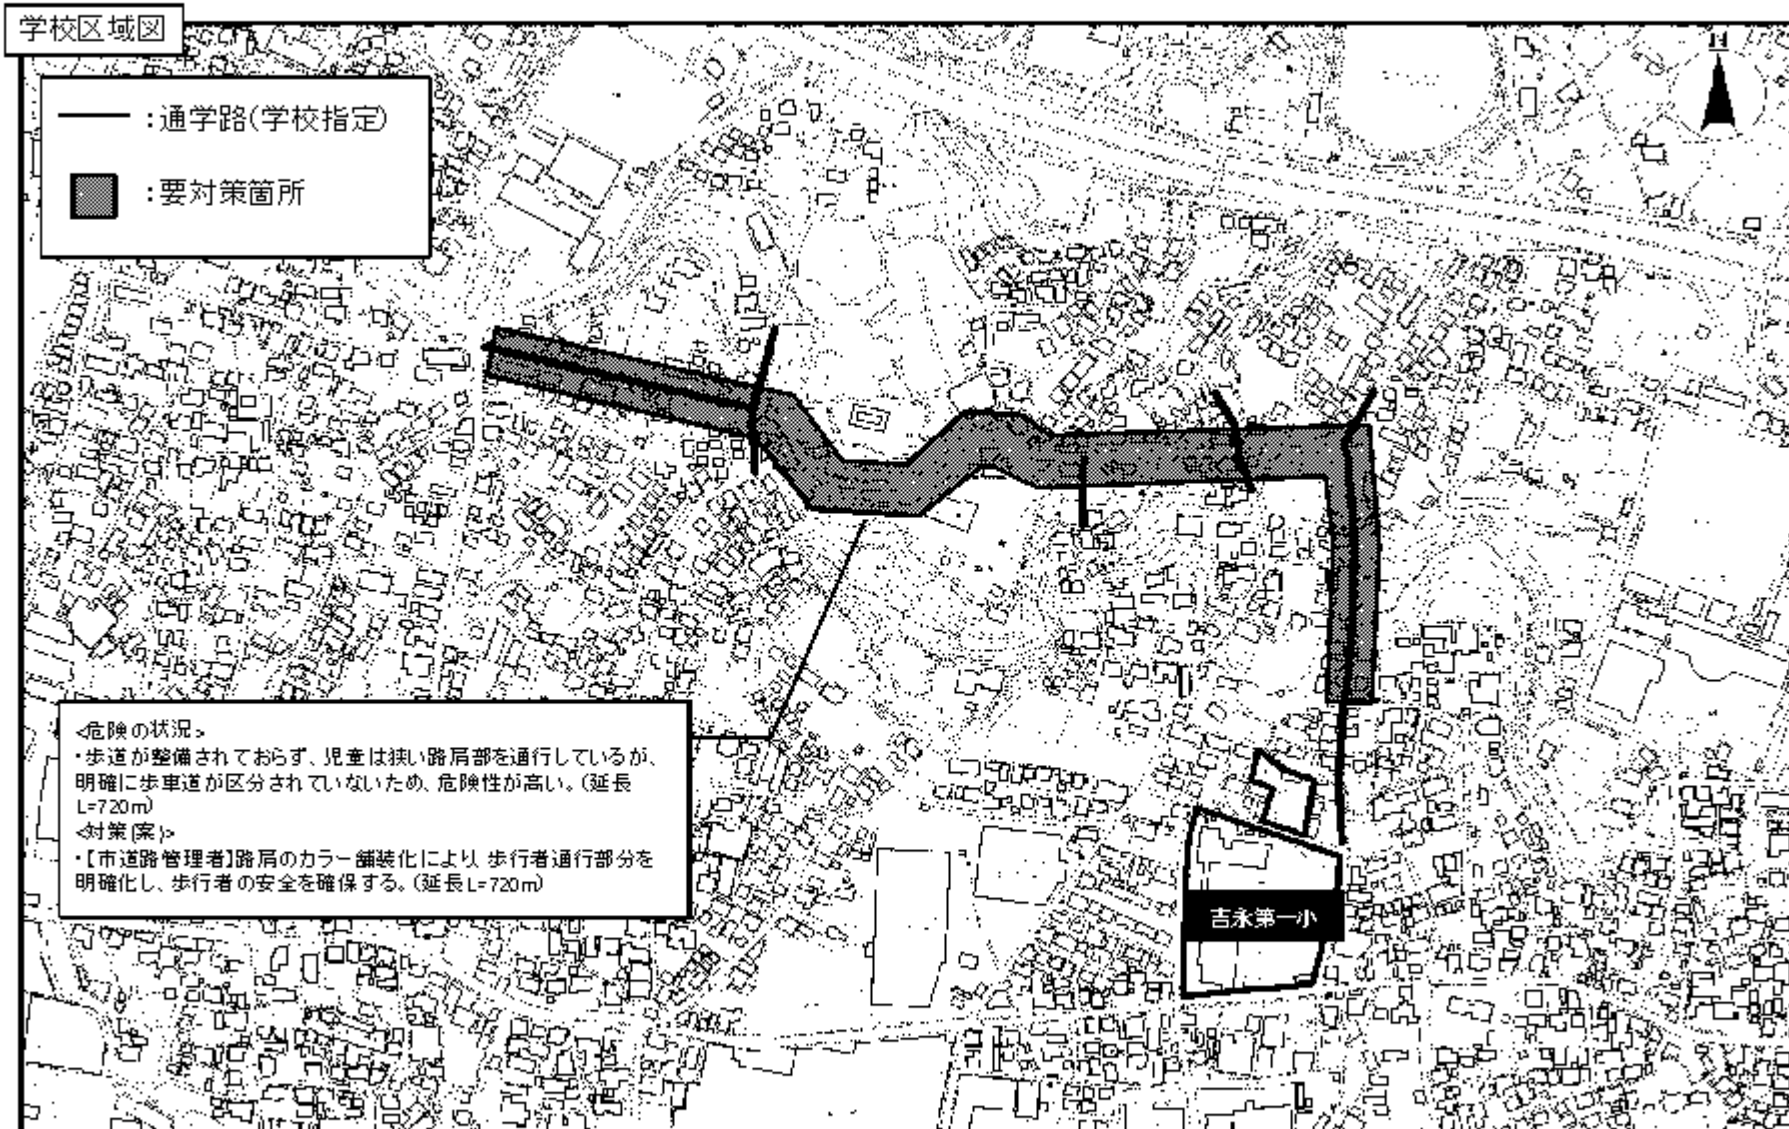 学校区域図
:通学路(学校指定)
:要対策箇所
<危険の状況>
・歩道が整備されておらず、児童は狭い路肩部を通行しているが、
明確に歩車道が区分されていないため、危険性が高い。(延長
L=720m)
<対策(案)>
・【市道路管理者】路肩のカラー舗装化により、歩行者通行部分を
明確化し、歩行者の安全を確保する。(延長L=720m)
吉永第一小